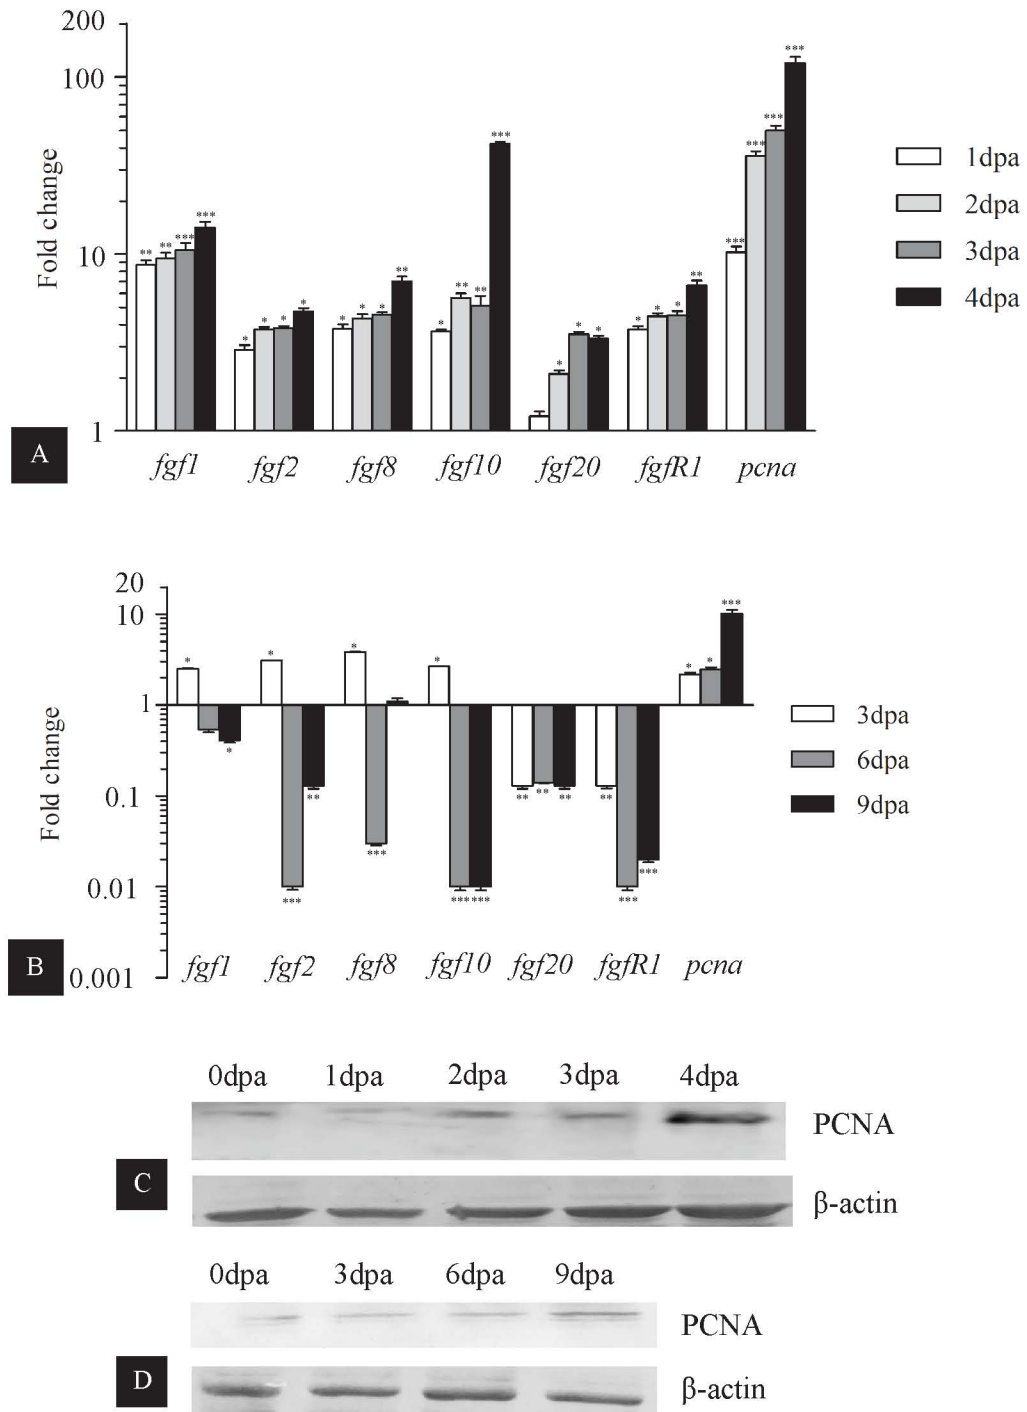 200
100
10
1
Fold change
*** ** ** *** *** * * * * * * * ** * ** ** *** * * * * * * ** *** *** *** ***
1dpa
2dpa
3dpa
4dpa
A
fgf1 fgf2 fgf8 fgf10 fgf20 fgfR1 pcna
20
10
1
0.1
0.01
0.001
Fold change
* * * * * * ***
* *** ** *** *** *** ** ** ** ** *** ***
3dpa
6dpa
9dpa
B
fgf1 fgf2 fgf8 fgf10 fgf20 fgfR1 pcna
0dpa 1dpa 2dpa 3dpa 4dpa
PCNA
C
β-actin
0dpa 3dpa 6dpa 9dpa
PCNA
D
β-actin